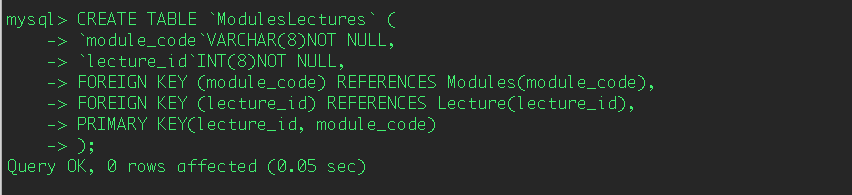 mysql> CREATE TABLE `ModulesLectures` (
    -> `module_code`VARCHAR(8)NOT NULL,
    -> `lecture_id`INT(8)NOT NULL,
    -> FOREIGN KEY (module_code) REFERENCES Modules(module_code),
    -> FOREIGN KEY (lecture_id) REFERENCES Lecture(lecture_id),
    -> PRIMARY KEY(lecture_id, module_code)
    -> );
Query OK, 0 rows affected (0.05 sec)